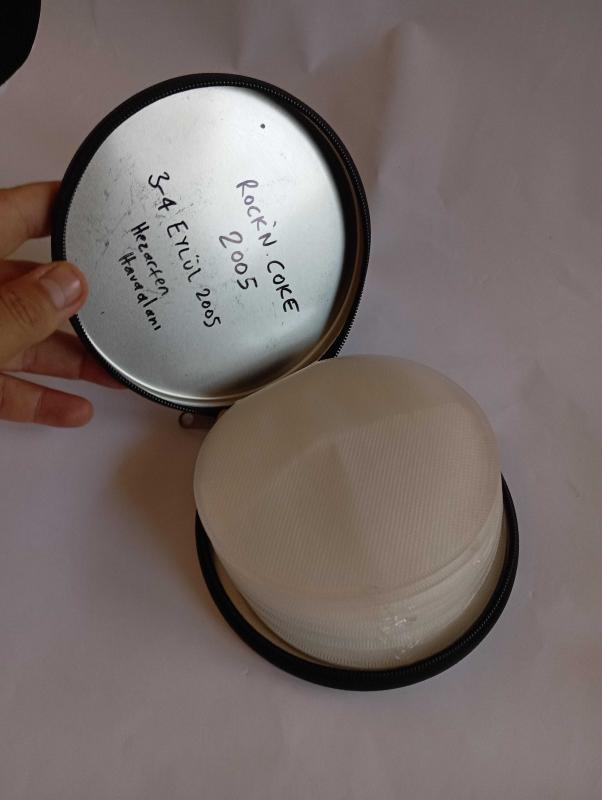 ROCK'N COKE
2005
3-4 EYLÜL 2005
Hezarfen
Havaalanı